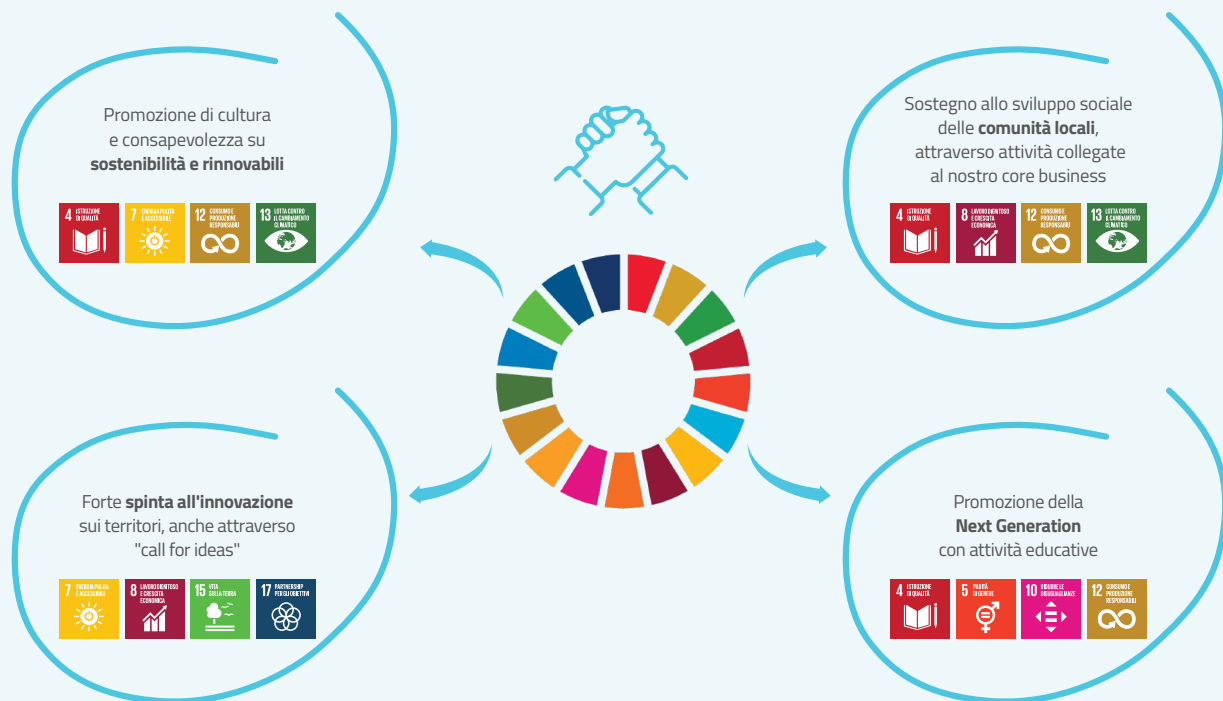 Promozione di cultura
e consapevolezza su
sostenibilità e rinnovabili
4 ISTRUZIONE
DI QUALITÀ
7 ENERGIA PULITA
E ACCESSIBILE
12 CONSUMO E
PRODUZIONE
RESPONSABILI
13 LOTTA CONTRO
IL CAMBIAMENTO
CLIMATICO
Sostegno allo sviluppo sociale
delle comunità locali,
attraverso attività collegate
al nostro core business
4 ISTRUZIONE
DI QUALITÀ
8 LAVORO DIGNITOSO
E CRESCITA
ECONOMICA
12 CONSUMO E
PRODUZIONE
RESPONSABILI
13 LOTTA CONTRO
IL CAMBIAMENTO
CLIMATICO
Forte spinta all'innovazione
sui territori, anche attraverso
"call for ideas"
7 ENERGIA PULITA
E ACCESSIBILE
8 LAVORO DIGNITOSO
E CRESCITA
ECONOMICA
15 VITA
SULLA TERRA
17 PARTNERSHIP
PER GLI OBIETTIVI
Promozione della
Next Generation
con attività educative
4 ISTRUZIONE
DI QUALITÀ
5 PARITÀ
DI GENERE
10 RIDURRE LE
DISUGUAGLIANZE
12 CONSUMO E
PRODUZIONE
RESPONSABILI